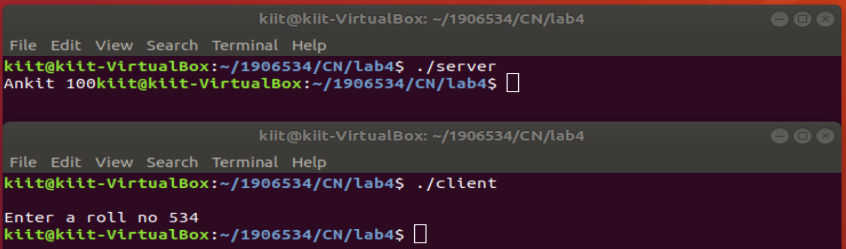 kiit@kiit-VirtualBox: ~/1906534/CN/lab4
File Edit View Search Terminal Help
kiit@kiit-VirtualBox:~/1906534/CN/lab4$ ./server
Ankit 100kiit@kiit-VirtualBox:~/1906534/CN/lab4$
kiit@kiit-VirtualBox: ~/1906534/CN/lab4
File Edit View Search Terminal Help
kiit@kiit-VirtualBox:~/1906534/CN/lab4$ ./client
Enter a roll no 534
kiit@kiit-VirtualBox:~/1906534/CN/lab4$